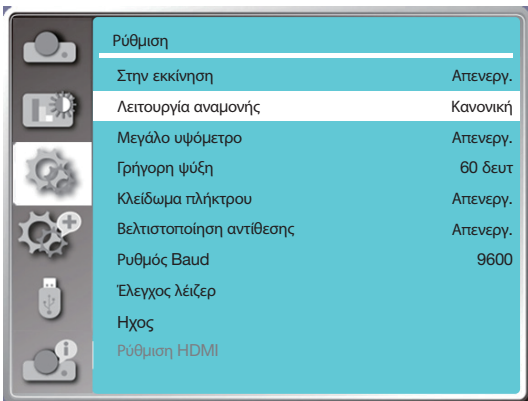 Ρύθμιση
Στην εκκίνηση Απενεργ.
Λειτουργία αναμονής Κανονική
Μεγάλο υψόμετρο Απενεργ.
Γρήγορη ψύξη 60 δευτ
Κλείδωμα πλήκτρου Απενεργ.
Βελτιστοποίηση αντίθεσης Απενεργ.
Ρυθμός Baud 9600
Έλεγχος λέιζερ
Ηχος
Ρύθμιση HDMI